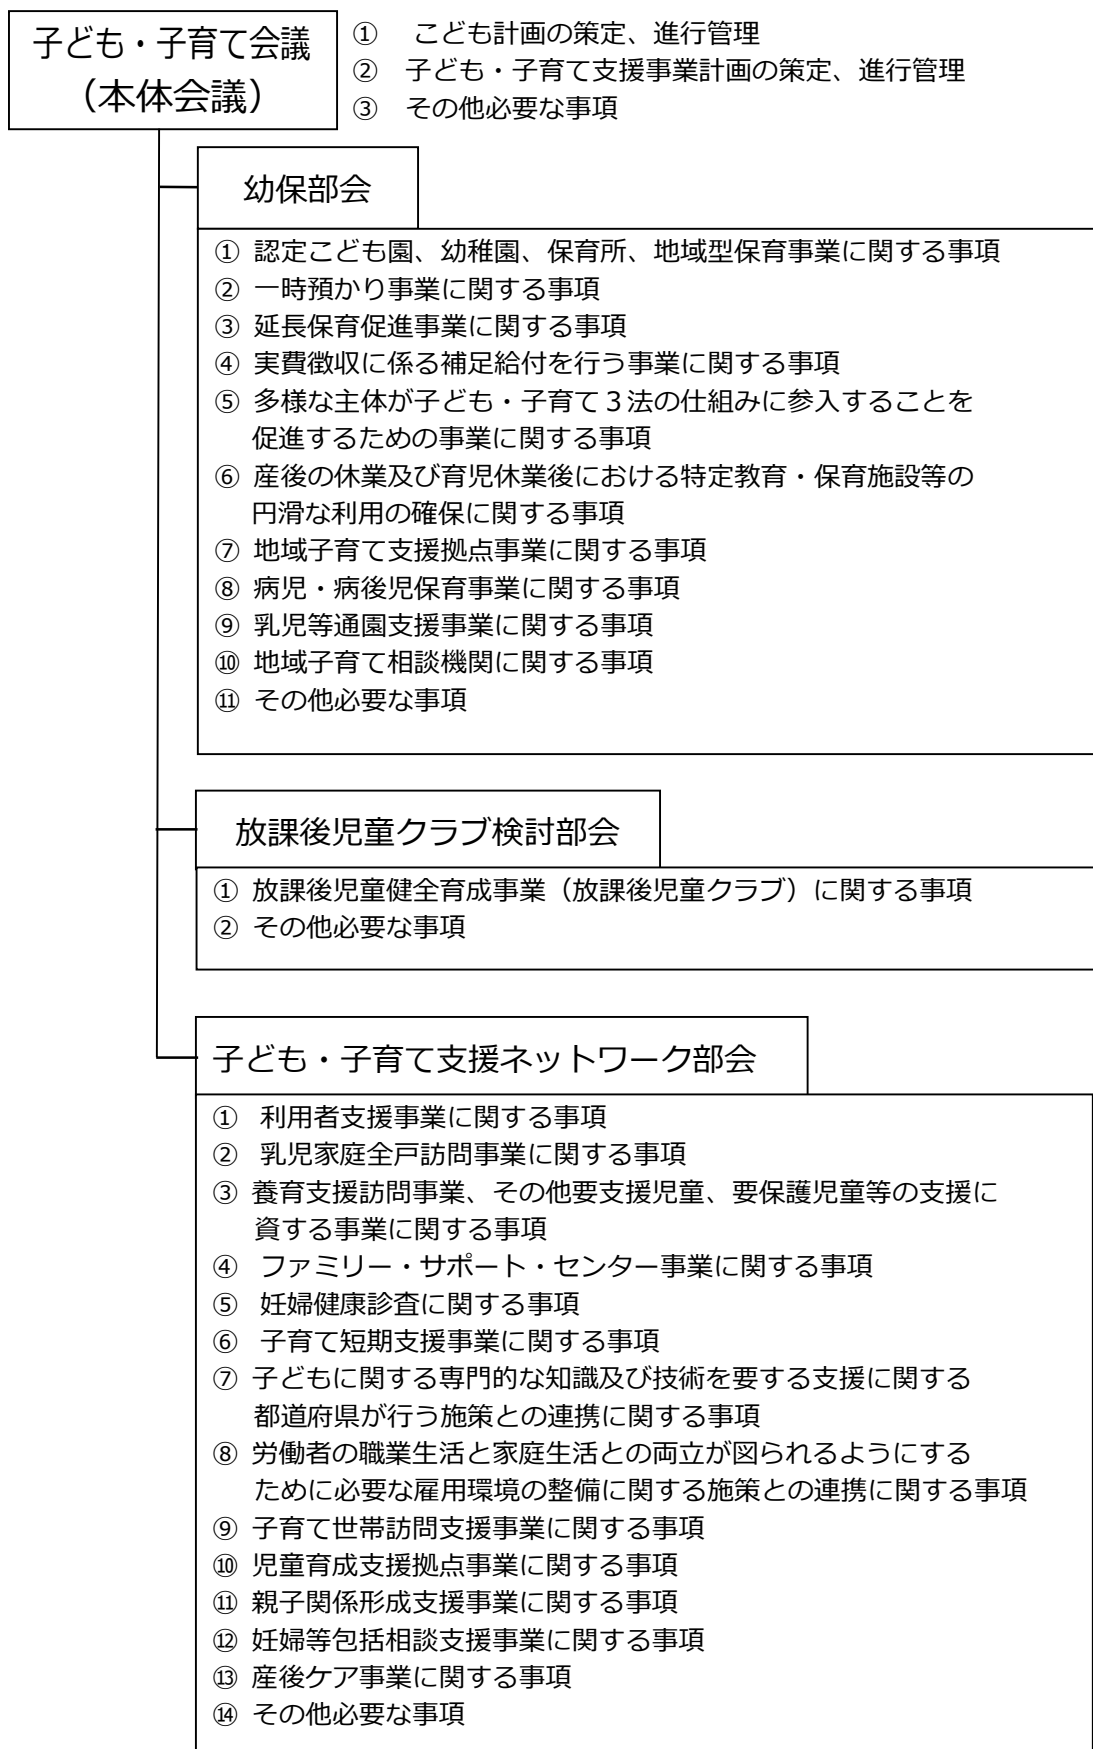 子ども・子育て会議
（本体会議）
① こども計画の策定、進行管理
② 子ども・子育て支援事業計画の策定、進行管理
③ その他必要な事項
幼保部会
① 認定こども園、幼稚園、保育所、地域型保育事業に関する事項
② 一時預かり事業に関する事項
③ 延長保育促進事業に関する事項
④ 実費徴収に係る補足給付を行う事業に関する事項
⑤ 多様な主体が子ども・子育て３法の仕組みに参入することを
促進するための事業に関する事項
⑥ 産後の休業及び育児休業後における特定教育・保育施設等の
円滑な利用の確保に関する事項
⑦ 地域子育て支援拠点事業に関する事項
⑧ 病児・病後児保育事業に関する事項
⑨ 乳児等通園支援事業に関する事項
⑩ 地域子育て相談機関に関する事項
⑪ その他必要な事項
放課後児童クラブ検討部会
① 放課後児童健全育成事業（放課後児童クラブ）に関する事項
② その他必要な事項
子ども・子育て支援ネットワーク部会
① 利用者支援事業に関する事項
② 乳児家庭全戸訪問事業に関する事項
③ 養育支援訪問事業、その他要支援児童、要保護児童等の支援に
資する事業に関する事項
④ ファミリー・サポート・センター事業に関する事項
⑤ 妊婦健康診査に関する事項
⑥ 子育て短期支援事業に関する事項
⑦ 子どもに関する専門的な知識及び技術を要する支援に関する
都道府県が行う施策との連携に関する事項
⑧ 労働者の職業生活と家庭生活との両立が図られるようにする
ために必要な雇用環境の整備に関する施策との連携に関する事項
⑨ 子育て世帯訪問支援事業に関する事項
⑩ 児童育成支援拠点事業に関する事項
⑪ 親子関係形成支援事業に関する事項
⑫ 妊婦等包括相談支援事業に関する事項
⑬ 産後ケア事業に関する事項
⑭ その他必要な事項